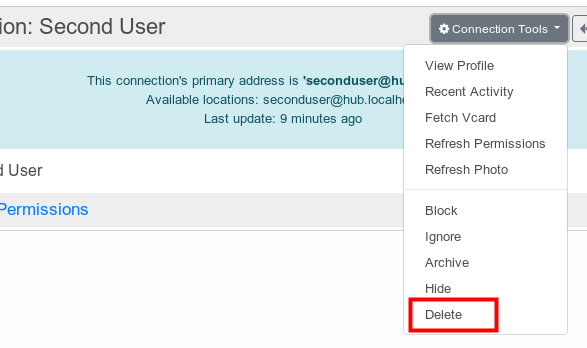 ion: Second User
Connection Tools
This connection's primary address is 'seconduser@hu
Available locations: seconduser@hub.localho
Last update: 9 minutes ago
d User
Permissions
View Profile
Recent Activity
Fetch Vcard
Refresh Permissions
Refresh Photo
Block
Ignore
Archive
Hide
Delete